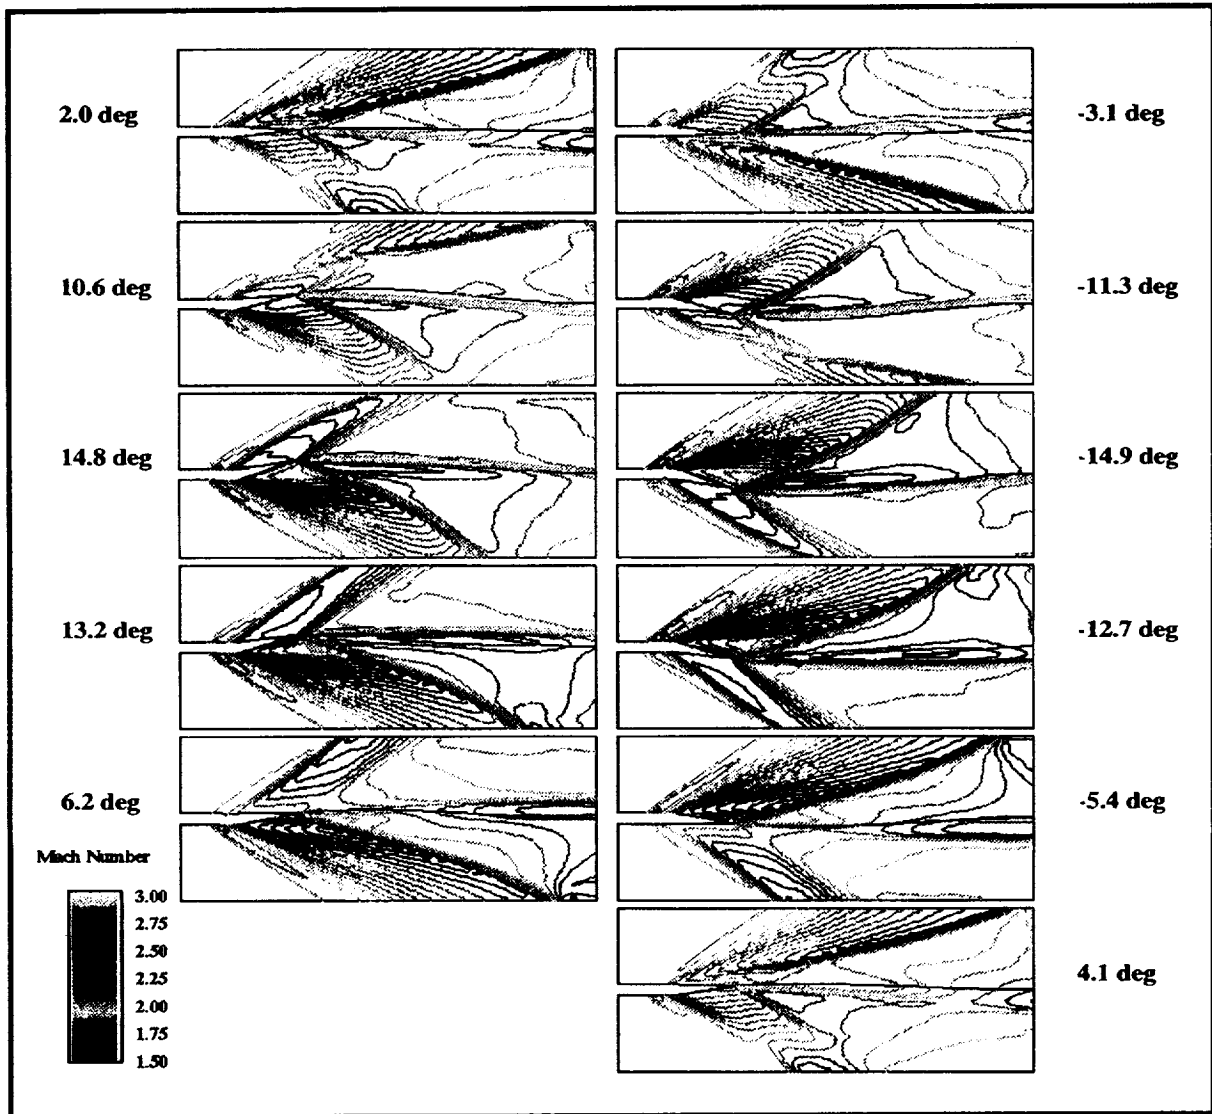 2.0 deg
-3.1 deg
10.6 deg
-11.3 deg
14.8 deg
-14.9 deg
13.2 deg
-12.7 deg
6.2 deg
-5.4 deg
Mach Number
3.00
2.75
2.50
2.25
2.00
1.75
1.50
4.1 deg